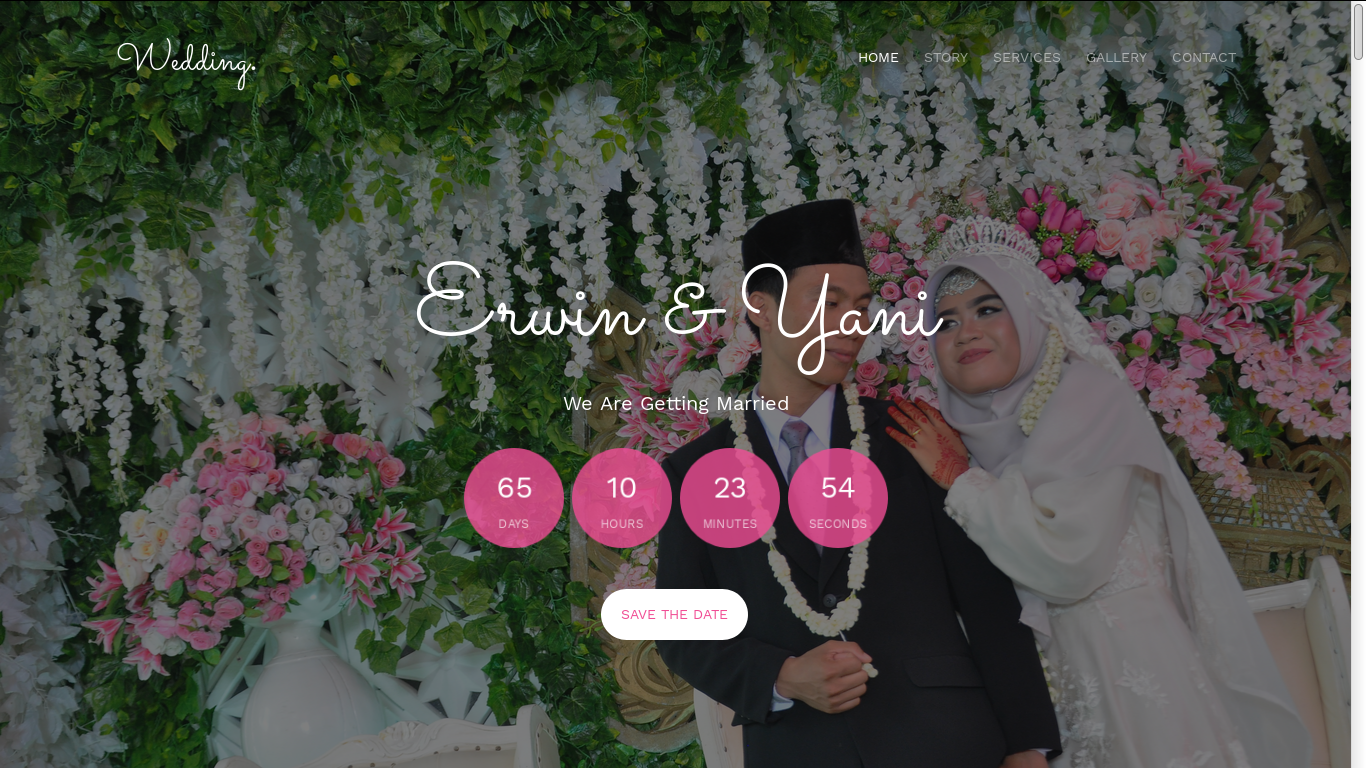 Wedding.
HOME STORY SERVICES GALLERY CONTACT
Erwin & Yani
We Are Getting Married
65 10 23 54
DAYS HOURS MINUTES SECONDS
SAVE THE DATE